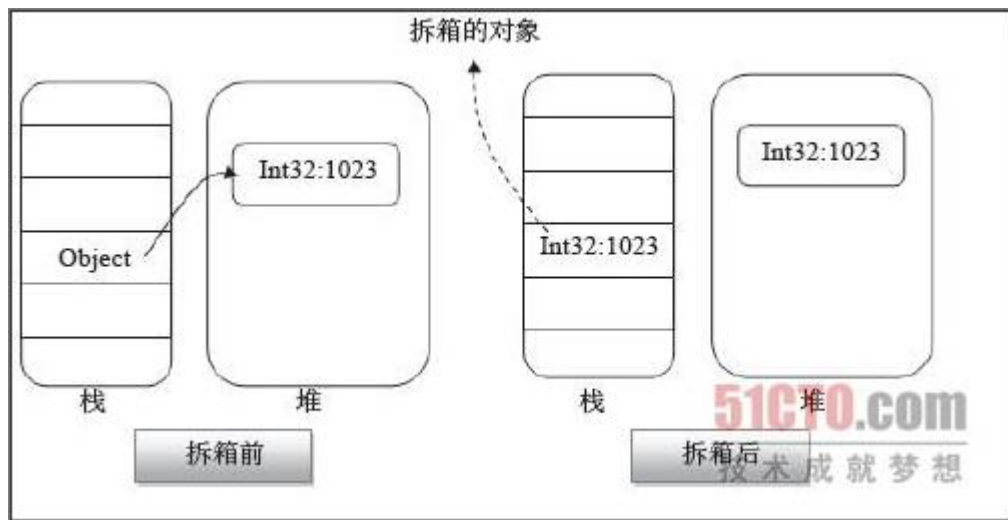 拆箱的对象
Int32:1023
Object
栈
堆
拆箱前
Int32:1023
Int32:1023
栈
堆
拆箱后
51CTO.com
技术成就梦想